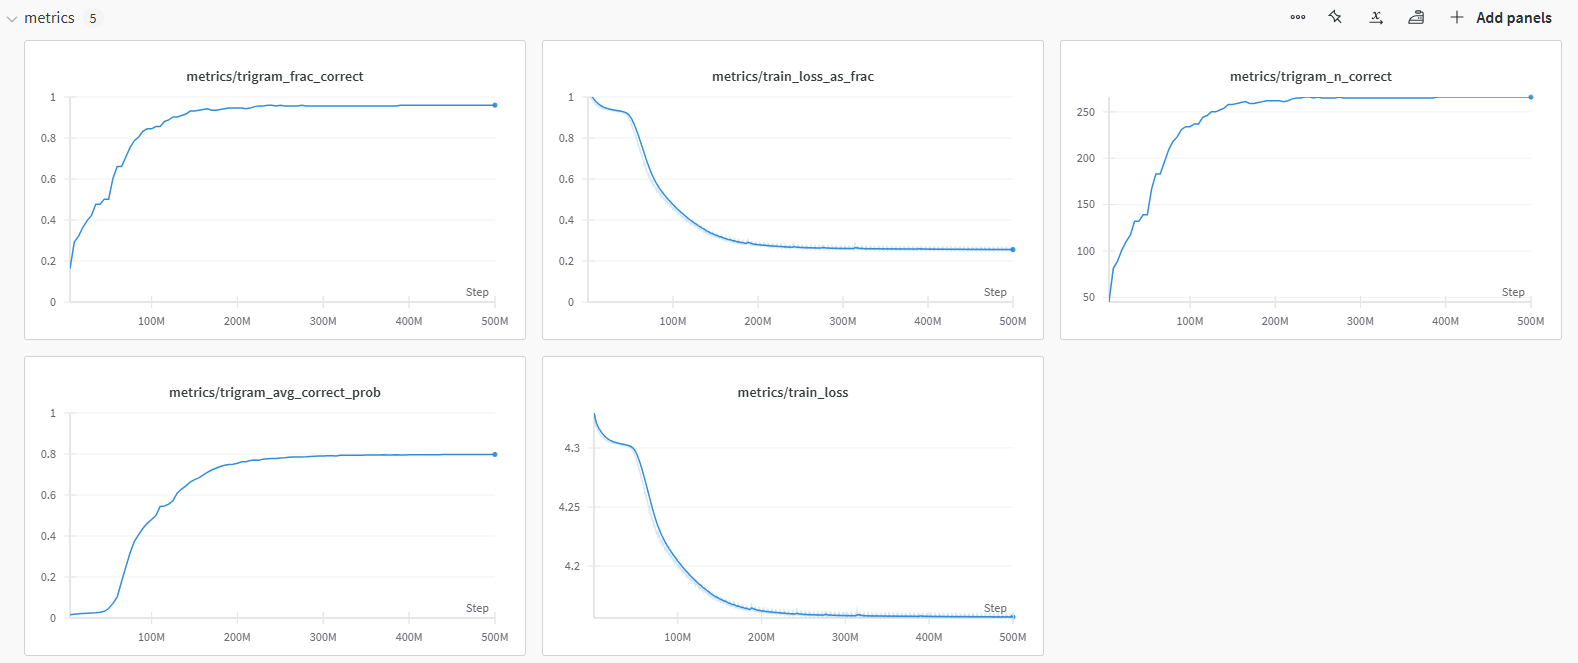 metrics 5
Add panels
metrics/trigram_frac_correct
1
0.8
0.6
0.4
0.2
0
Step
100M 200M 300M 400M 500M
metrics/train_loss_as_frac
1
0.8
0.6
0.4
0.2
0
Step
100M 200M 300M 400M 500M
metrics/trigram_n_correct
250
200
150
100
50
Step
100M 200M 300M 400M 500M
metrics/trigram_avg_correct_prob
1
0.8
0.6
0.4
0.2
0
Step
100M 200M 300M 400M 500M
metrics/train_loss
4.3
4.25
4.2
Step
100M 200M 300M 400M 500M